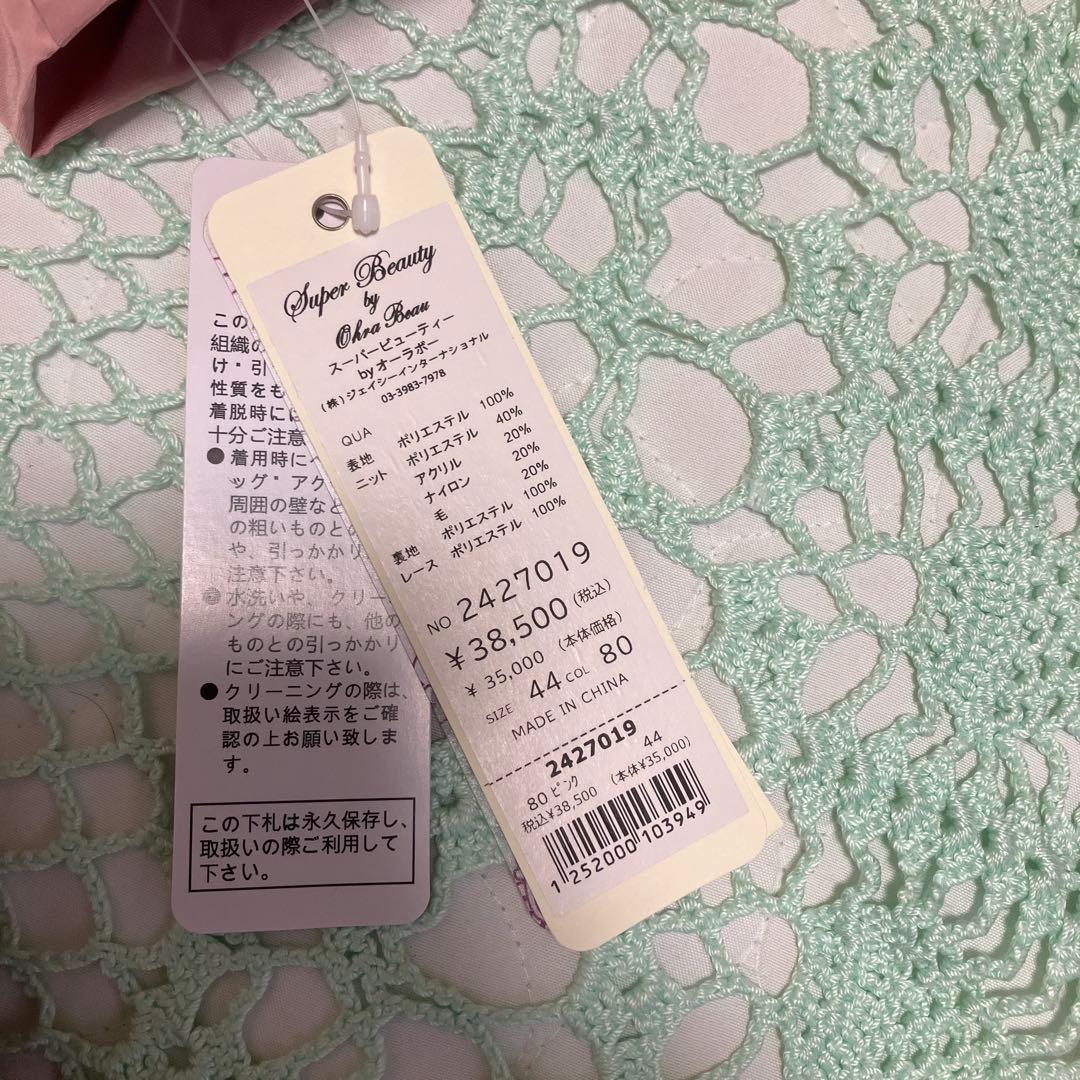 Super Beauty
by
Ohra Beau
スーパービューティー
byオーラボー
(株)ジェイシーインターナショナル
03-3983-7978
QUA
表地 ポリエステル 100%
ニット ポリエステル 40%
アクリル 20%
ナイロン 20%
毛 20%
裏地 ポリエステル 100%
レース ポリエステル 100%
NO 2427019
¥38,500 (税込)
¥ 35,000 (本体価格)
SIZE 44 COL 80
MADE IN CHINA
2427019
80 ピンク 44
税込¥38,500 (本体¥35,000)
1 252000 103949
この
組織の
け・引
性質をも
着脱時には
十分ご注意
●着用時に
ッグ・アク
周囲の壁など
の粗いものと
や、引っかかり
注意下さい。
●水洗いや、クリー
ングの際にも、他の
ものとの引っかかり
にご注意下さい。
●クリーニングの際は、
取扱い絵表示をご確
認の上お願い致しま
す。
この下札は永久保存し、
取扱いの際ご利用して
下さい。